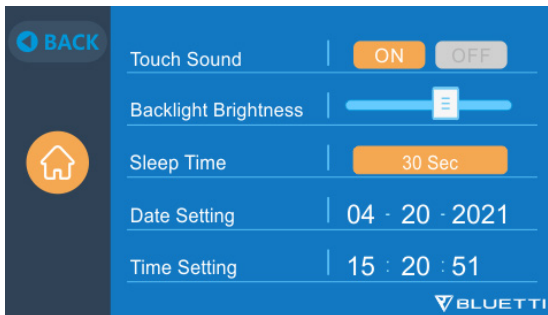 BACK
Touch Sound ON OFF
Backlight Brightness
Sleep Time 30 Sec
Date Setting 04 - 20 - 2021
Time Setting 15 : 20 : 51
BLUETTI